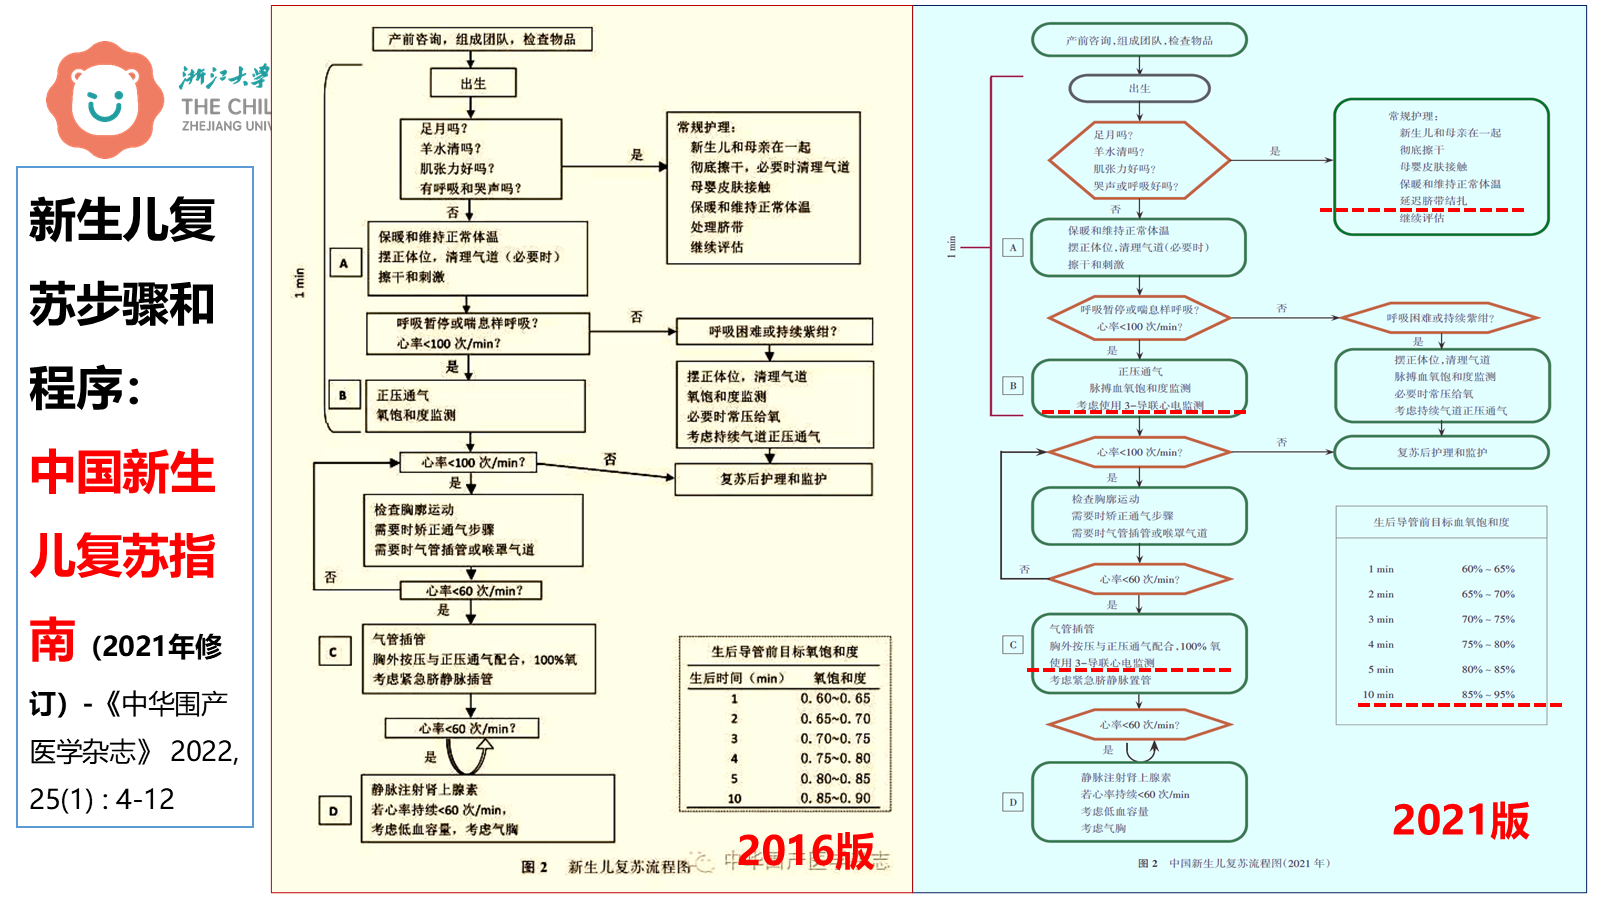 浙江大学
THE CHIL
ZHEJIANG UNIV
新生儿复
苏步骤和
程序：
中国新生
儿复苏指
南（2021年修
订）-《中华围产
医学杂志》 2022,
25(1) : 4-12
产前咨询，组成团队，检查物品
出生
足月吗？
羊水清吗？
肌张力好吗？
有呼吸和哭声吗？
是
常规护理：
新生儿和母亲在一起
彻底擦干，必要时清理气道
母婴皮肤接触
保暖和维持正常体温
处理脐带
继续评估
否
1 min
A
保暖和维持正常体温
摆正体位，清理气道（必要时）
擦干和刺激
呼吸暂停或喘息样呼吸？
心率<100 次/min？
否
呼吸困难或持续紫绀？
是
B
正压通气
氧饱和度监测
摆正体位，清理气道
氧饱和度监测
必要时常压给氧
考虑持续气道正压通气
心率<100 次/min？
否
复苏后护理和监护
是
检查胸廓运动
需要时矫正通气步骤
需要时气管插管或喉罩气道
否
心率<60 次/min？
是
C
气管插管
胸外按压与正压通气配合，100%氧
考虑紧急脐静脉插管
心率<60 次/min？
是
D
静脉注射肾上腺素
若心率持续<60 次/min，
考虑低血容量，考虑气胸
生后导管前目标氧饱和度
生后时间（min） 氧饱和度
1 0.60~0.65
2 0.65~0.70
3 0.70~0.75
4 0.75~0.80
5 0.80~0.85
10 0.85~0.90
图 2 新生儿复苏流程图
中华围产医学杂志
2016版
产前咨询,组成团队,检查物品
出生
足月吗?
羊水清吗?
肌张力好吗?
哭声或呼吸好吗?
是
常规护理:
新生儿和母亲在一起
彻底擦干
母婴皮肤接触
保暖和维持正常体温
延迟脐带结扎
继续评估
否
1 min
A
保暖和维持正常体温
摆正体位,清理气道(必要时)
擦干和刺激
呼吸暂停或喘息样呼吸?
心率<100 次/min?
否
呼吸困难或持续紫绀?
是
是
B
正压通气
脉搏血氧饱和度监测
考虑使用 3-导联心电监测
摆正体位,清理气道
脉搏血氧饱和度监测
必要时常压给氧
考虑持续气道正压通气
心率<100 次/min?
否
复苏后护理和监护
是
检查胸廓运动
需要时矫正通气步骤
需要时气管插管或喉罩气道
否
心率<60 次/min?
是
C
气管插管
胸外按压与正压通气配合,100% 氧
使用 3-导联心电监测
考虑紧急脐静脉置管
心率<60 次/min?
是
D
静脉注射肾上腺素
若心率持续<60 次/min
考虑低血容量
考虑气胸
生后导管前目标血氧饱和度
1 min 60% ~ 65%
2 min 65% ~ 70%
3 min 70% ~ 75%
4 min 75% ~ 80%
5 min 80% ~ 85%
10 min 85% ~ 95%
2021版
图 2 中国新生儿复苏流程图(2021 年)